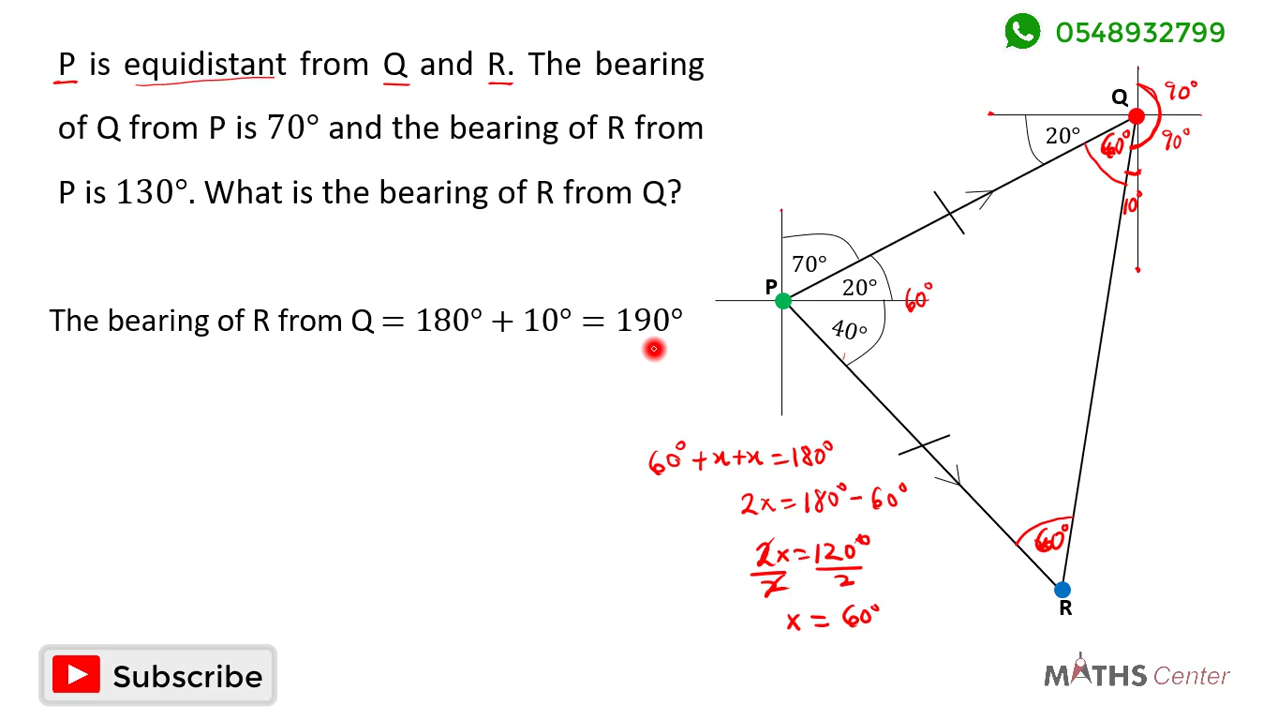 0548932799
P is equidistant from Q and R. The bearing
of Q from P is 70° and the bearing of R from
P is 130°. What is the bearing of R from Q?
The bearing of R from Q = 180° + 10° = 190°
Q
90°
90°
20°
60°
10°
70°
P
20°
60°
40°
60° + x + x = 180°
2x = 180° - 60°
2x/2 = 120°/2
x = 60°
60°
R
Subscribe
MATHS Center